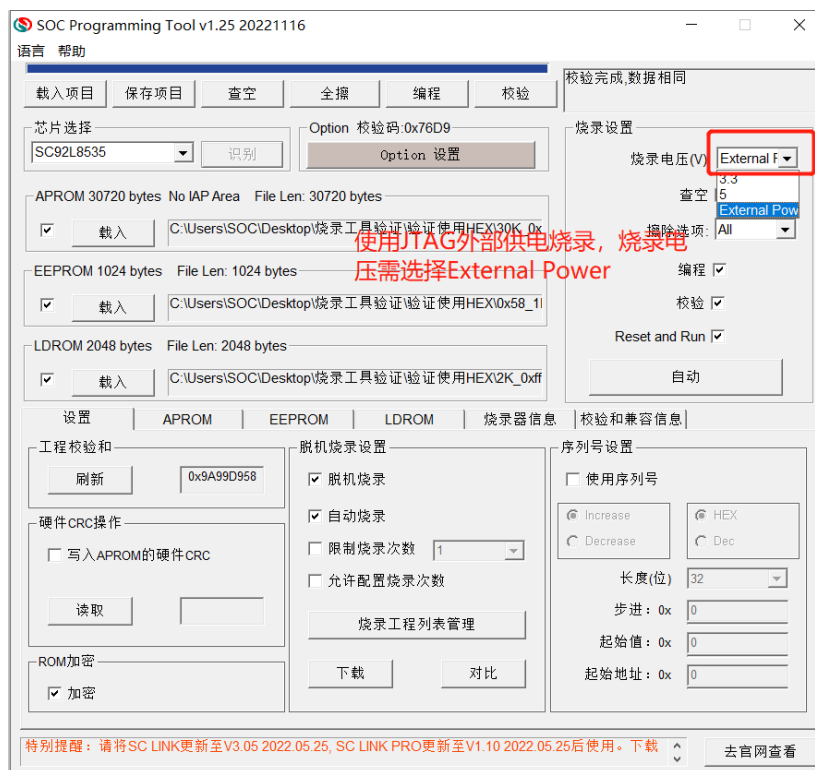 SOC Programming Tool v1.25 20221116
语言 帮助
载入项目 保存项目 查空 全擦 编程 校验
校验完成,数据相同
芯片选择
SC92L8535 识别
Option 校验码:0x76D9
Option 设置
烧录设置
烧录电压(V) External F
3.3
5
External Pow
查空
擦除选项: All
编程
校验
Reset and Run
自动
APROM 30720 bytes No IAP Area File Len: 30720 bytes
载入 C:\Users\SOC\Desktop\烧录工具验证\验证使用HEX\30K_0x
使用JTAG外部供电烧录，烧录电
压需选择External Power
EEPROM 1024 bytes File Len: 1024 bytes
载入 C:\Users\SOC\Desktop\烧录工具验证\验证使用HEX\0x58_1
LDROM 2048 bytes File Len: 2048 bytes
载入 C:\Users\SOC\Desktop\烧录工具验证\验证使用HEX\2K_0xff
设置 APROM EEPROM LDROM 烧录器信息 校验和兼容信息
工程校验和
刷新 0x9A99D958
硬件CRC操作
写入APROM的硬件CRC
读取
ROM加密
加密
脱机烧录设置
脱机烧录
自动烧录
限制烧录次数 1
允许配置烧录次数
烧录工程列表管理
下载 对比
序列号设置
使用序列号
Increase HEX
Decrease Dec
长度(位) 32
步进：0x 0
起始值：0x 0
起始地址：0x 0
特别提醒：请将SC LINK更新至V3.05 2022.05.25, SC LINK PRO更新至V1.10 2022.05.25后使用。下载
去官网查看